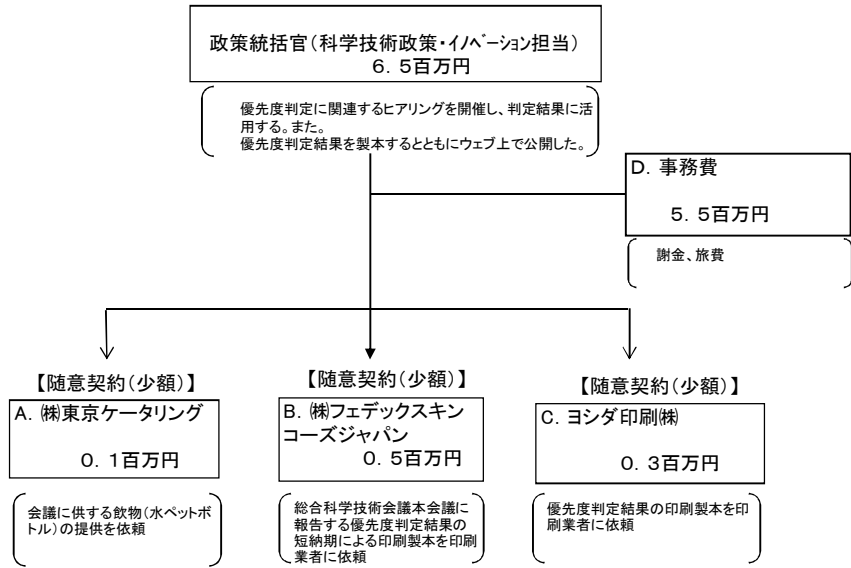 政策統括官（科学技術政策・イノベーション担当）
６．５百万円
優先度判定に関連するヒアリングを開催し、判定結果に活
用する。また。
優先度判定結果を製本するとともにウェブ上で公開した。
Ｄ．事務費
５．５百万円
謝金、旅費
【随意契約（少額）】
Ａ．㈱東京ケータリング
０．１百万円
会議に供する飲物（水ペットボ
トル）の提供を依頼
【随意契約（少額）】
Ｂ．㈱フェデックスキン
コーズジャパン
０．５百万円
総合科学技術会議本会議に
報告する優先度判定結果の
短納期による印刷製本を印刷
業者に依頼
【随意契約（少額）】
Ｃ．ヨシダ印刷㈱
０．３百万円
優先度判定結果の印刷製本を印
刷業者に依頼